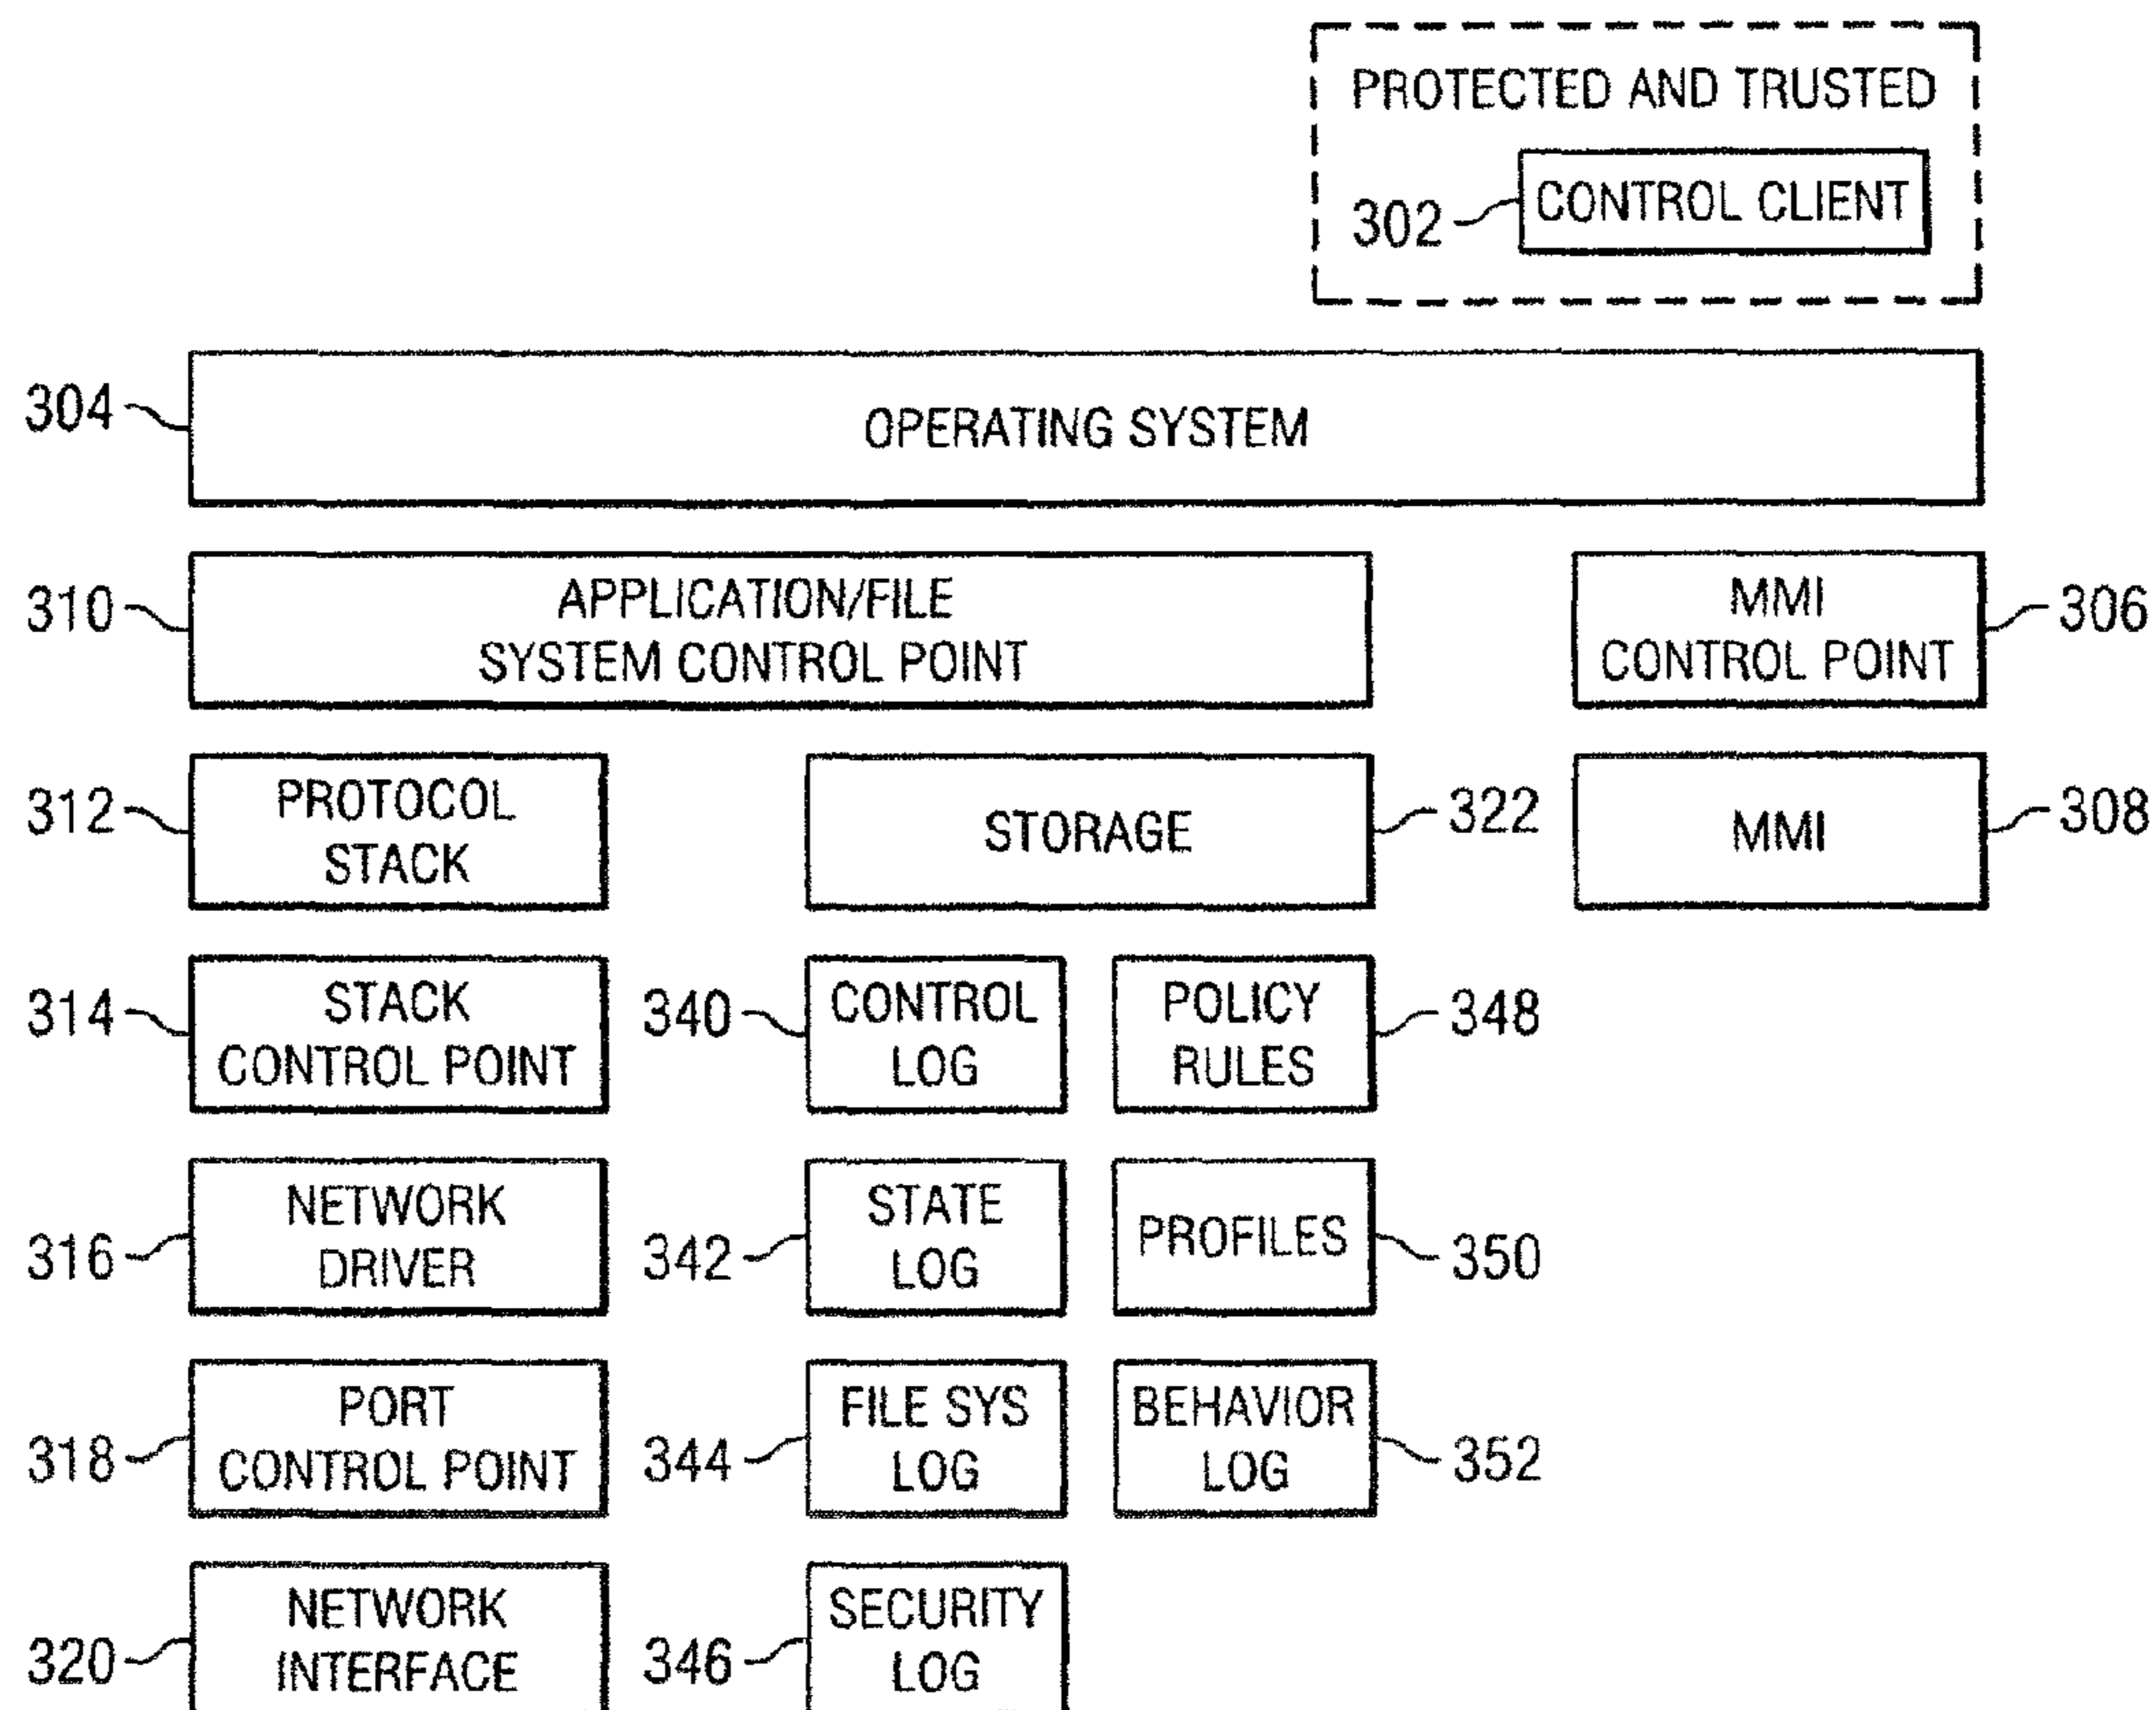 PROTECTED AND TRUSTED
302
CONTROL CLIENT
304
OPERATING SYSTEM
310
APPLICATION/FILE
SYSTEM CONTROL POINT
MMI
CONTROL POINT
306
312
PROTOCOL
STACK
STORAGE
322
MMI
308
314
STACK
CONTROL POINT
340
CONTROL
LOG
POLICY
RULES
348
316
NETWORK
DRIVER
342
STATE
LOG
PROFILES
350
318
PORT
CONTROL POINT
344
FILE SYS
LOG
BEHAVIOR
LOG
352
320
NETWORK
INTERFACE
346
SECURITY
LOG